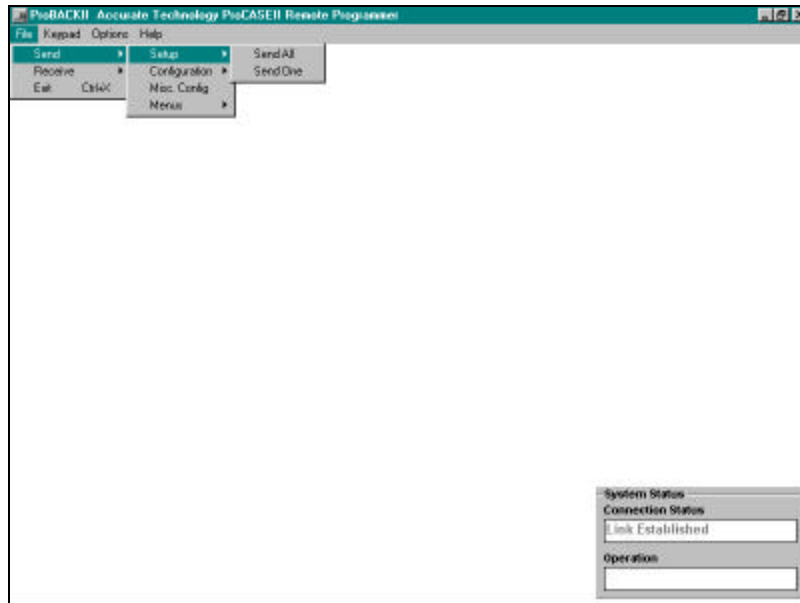 ProBACKII Accurate Technology ProCASEII Remote Programmer
File Keypad Options Help
Send Setup Send All
Receive Configuration Send One
Exit Ctrl+X Misc. Config
Menus
System Status
Connection Status
Link Established
Operation